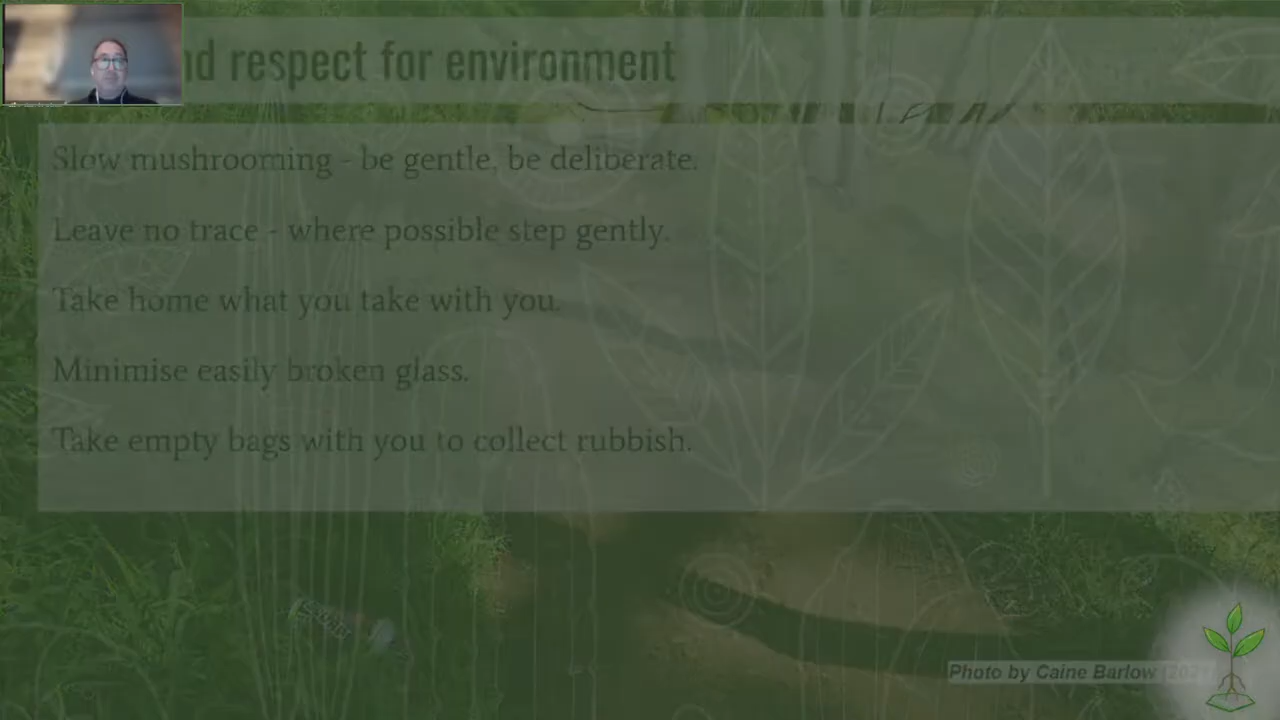 nd respect for environment
Slow mushrooming - be gentle, be deliberate.
Leave no trace - where possible step gently.
Take home what you take with you.
Minimise easily broken glass.
Take empty bags with you to collect rubbish.
Photo by Caine Barlow